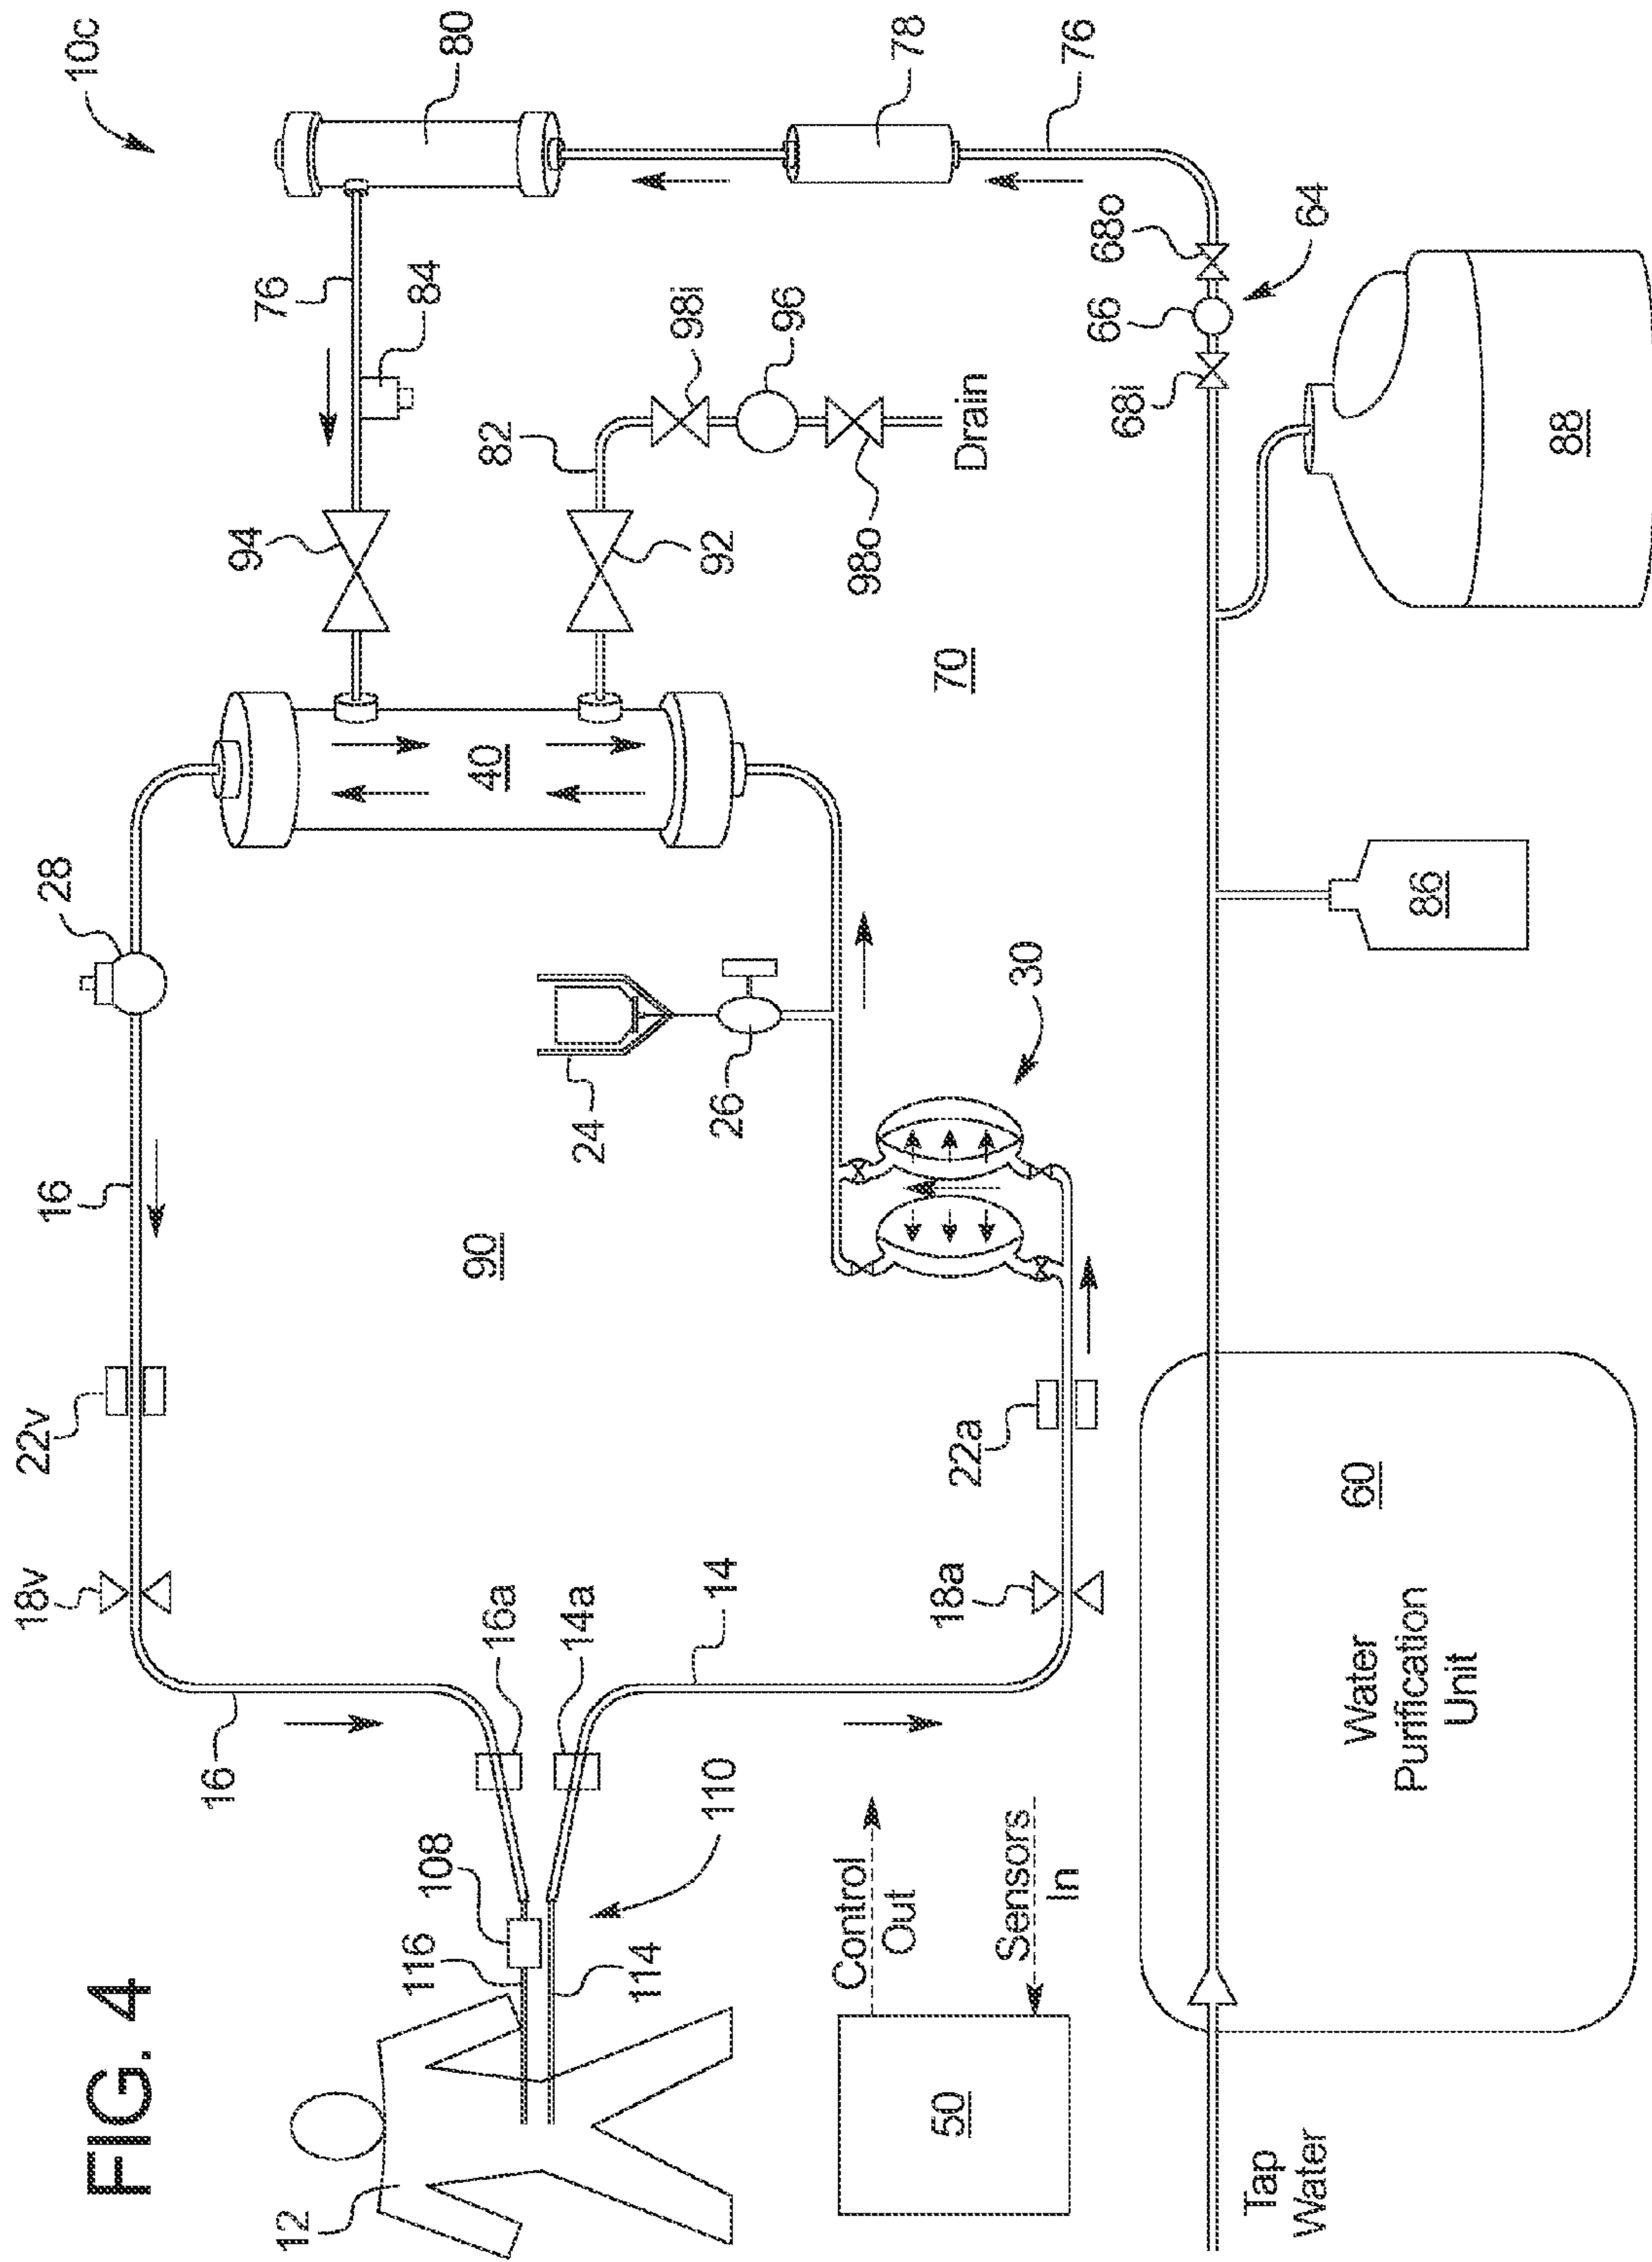 FIG. 4
10c
12
16
18v
22v
16
28
116
108
16a
14a
110
114
14
90
24
26
30
40
94
76
84
80
82
92
98i
96
98o
Drain
70
78
76
50
Control
Out
Sensors
In
18a
22a
68i
66
68o
64
Tap
Water
Water
Purification
Unit
60
86
88